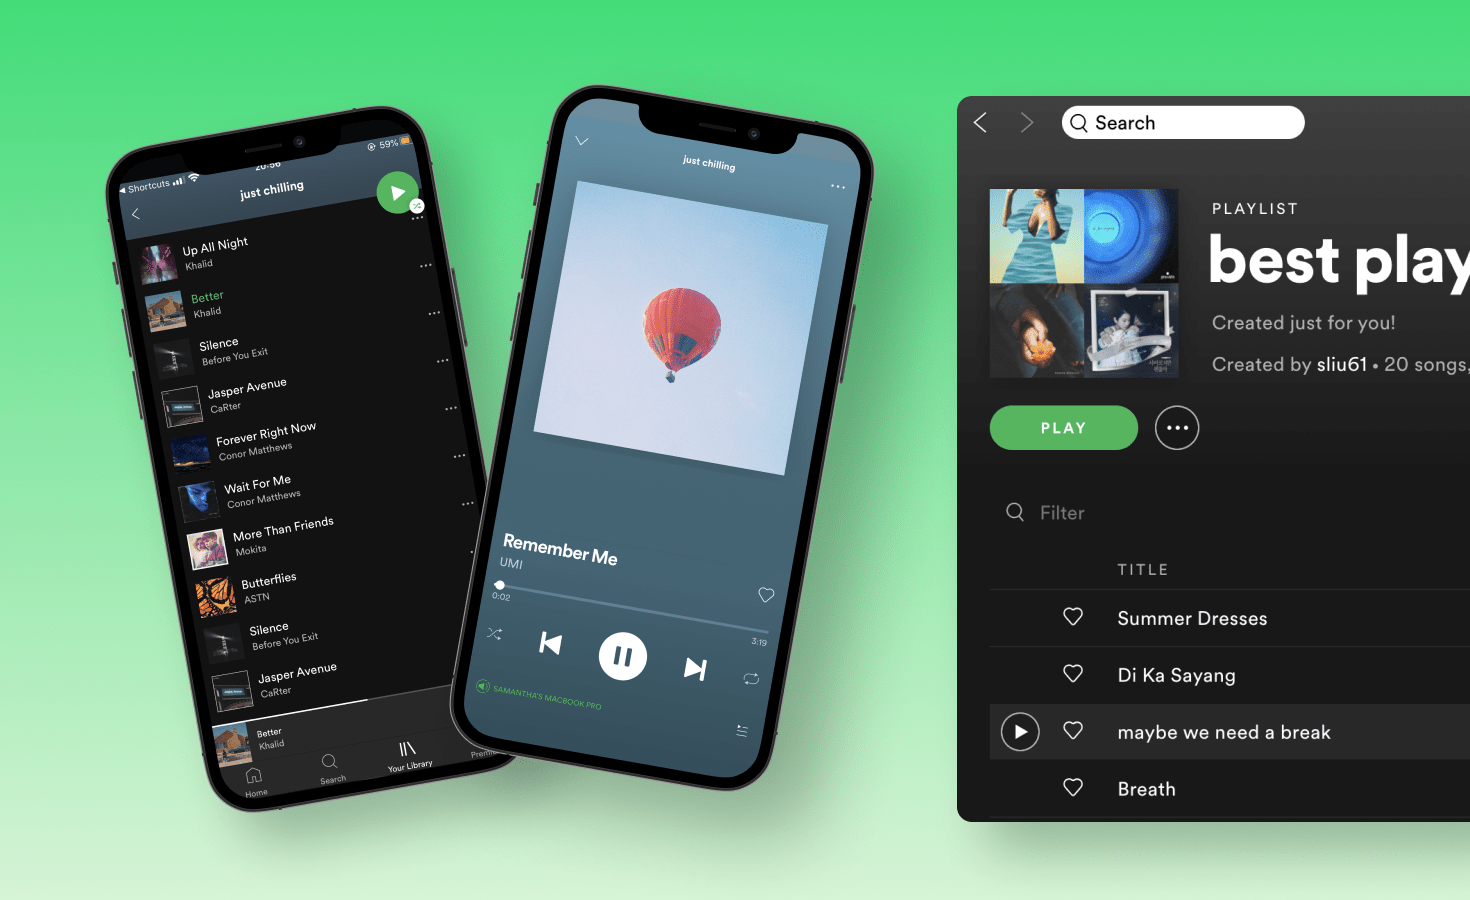 Shortcuts
20:56
59%
just chilling
Up All Night
Khalid
Better
Khalid
Silence
Before You Exit
Jasper Avenue
CaRter
Forever Right Now
Conor Matthews
Wait For Me
Conor Matthews
More Than Friends
Mokita
Butterflies
ASTN
Silence
Before You Exit
Jasper Avenue
CaRter
Better
Khalid
Home
Search
Your Library
Premi
just chilling
Remember Me
UMI
0:02
3:19
SAMANTHA'S MACBOOK PRO
Search
PLAYLIST
best play
Created just for you!
Created by sliu61 • 20 songs,
PLAY
Filter
TITLE
Summer Dresses
Di Ka Sayang
maybe we need a break
Breath